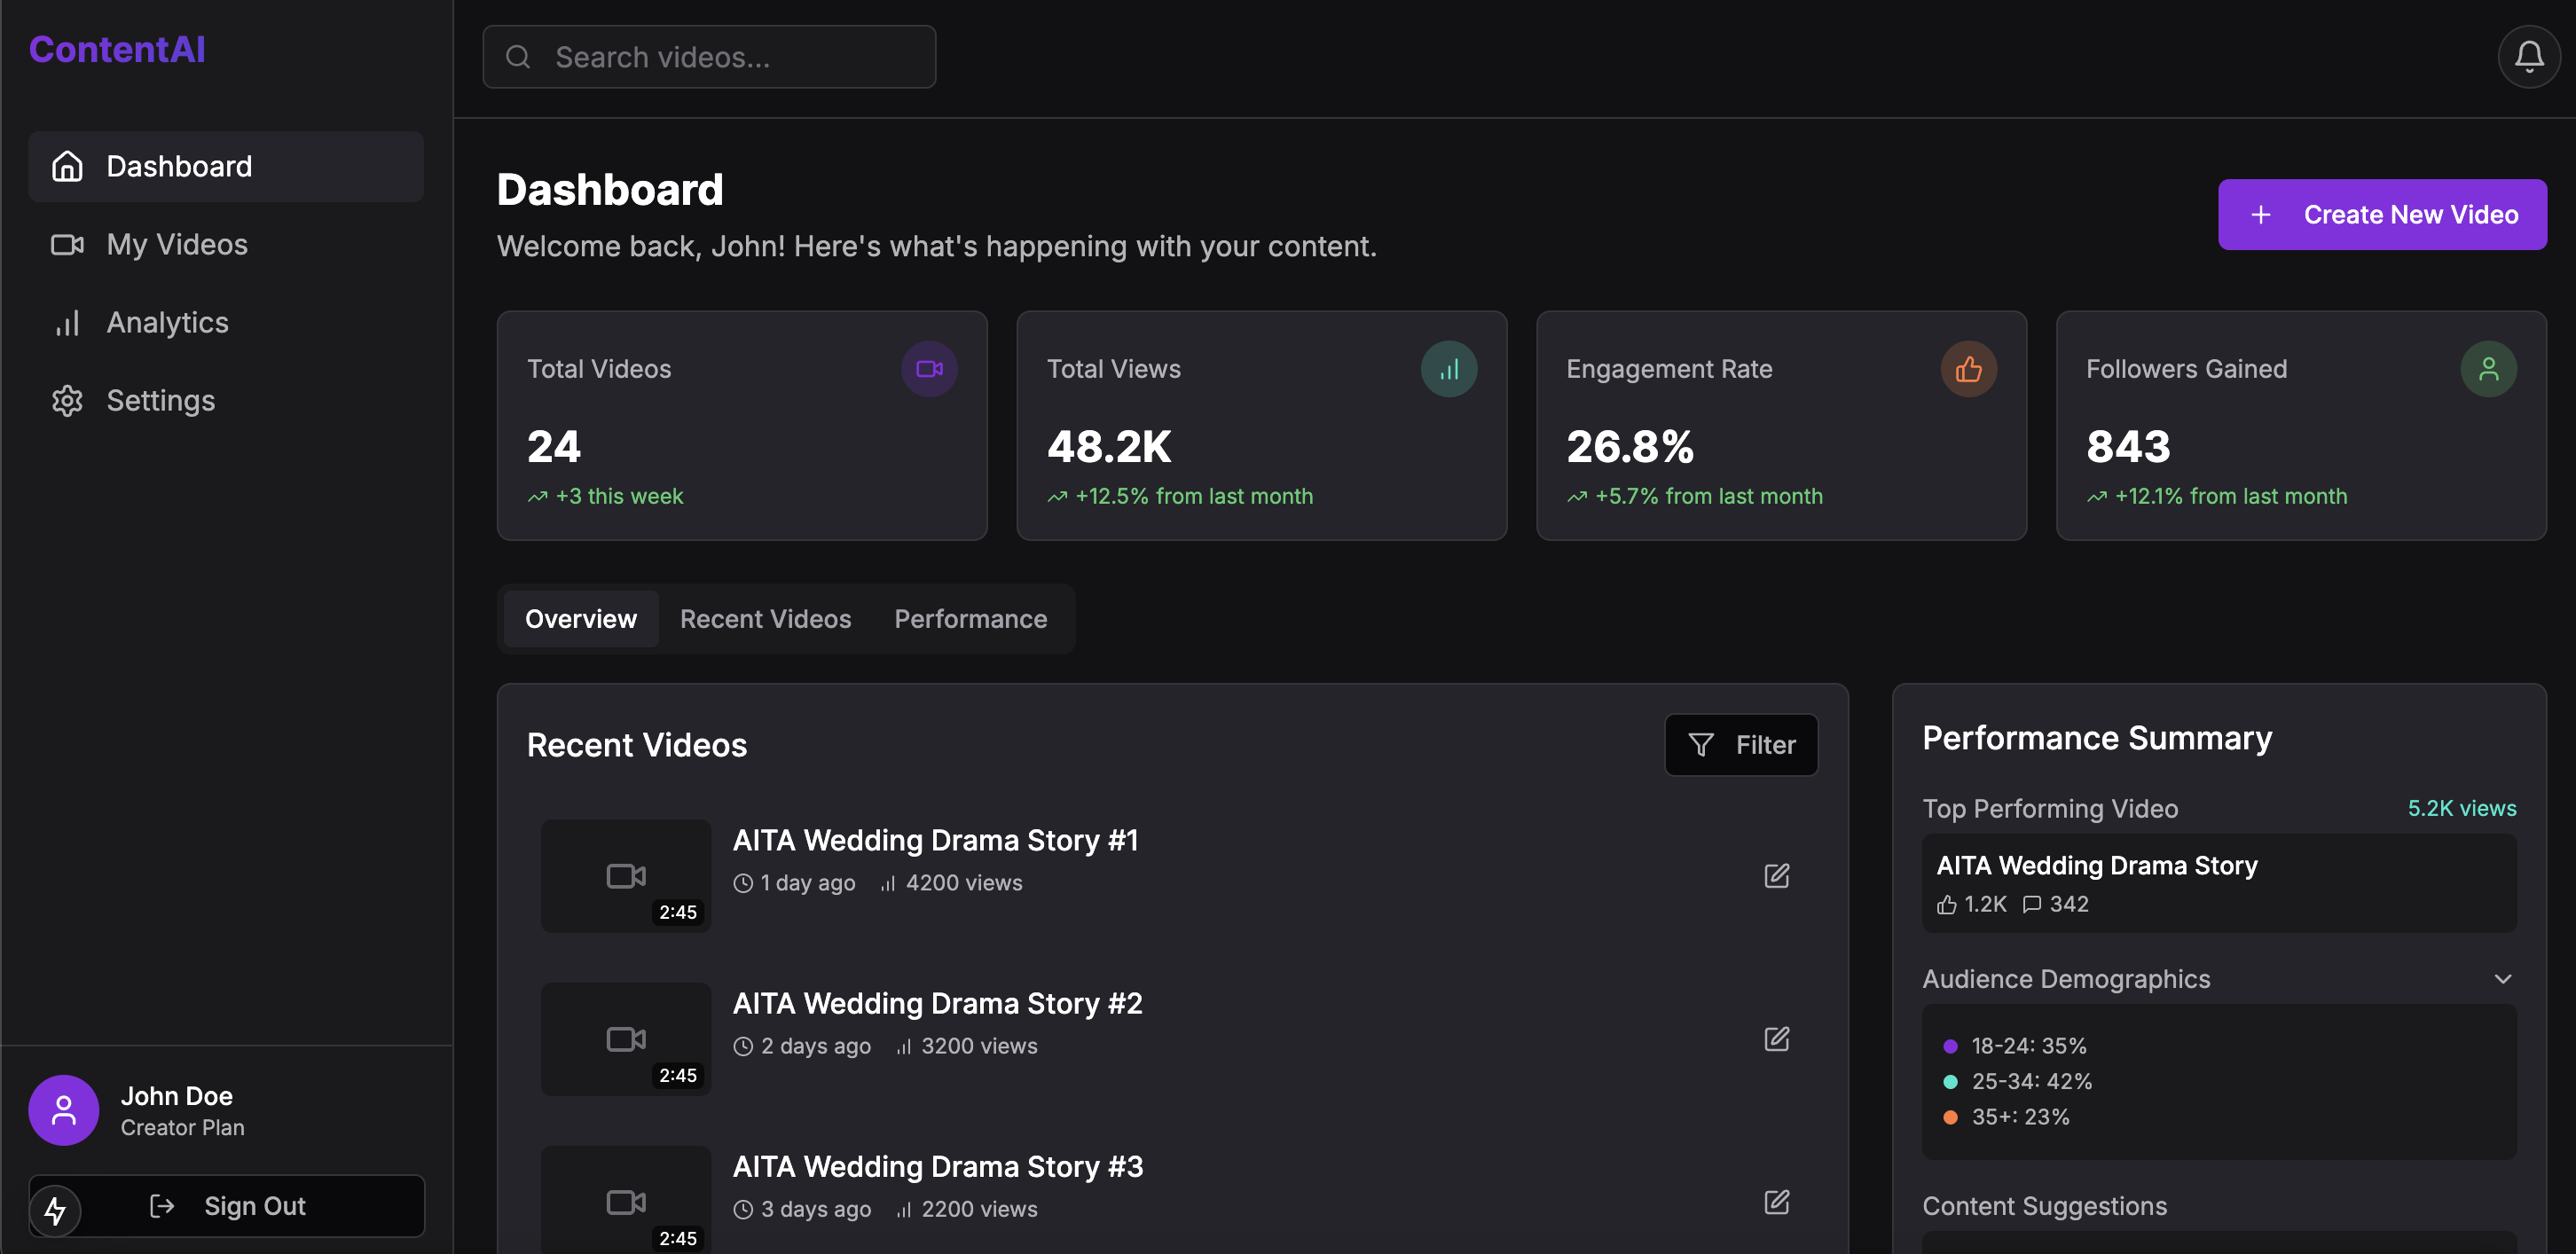 ContentAI
Search videos...
Dashboard
My Videos
Analytics
Settings
Dashboard
Welcome back, John! Here's what's happening with your content.
Create New Video
Total Videos
24
+3 this week
Total Views
48.2K
+12.5% from last month
Engagement Rate
26.8%
+5.7% from last month
Followers Gained
843
+12.1% from last month
Overview
Recent Videos
Performance
Recent Videos
Filter
AITA Wedding Drama Story #1
1 day ago 4200 views
2:45
AITA Wedding Drama Story #2
2 days ago 3200 views
2:45
AITA Wedding Drama Story #3
3 days ago 2200 views
2:45
Performance Summary
Top Performing Video 5.2K views
AITA Wedding Drama Story
1.2K 342
Audience Demographics
18-24: 35%
25-34: 42%
35+: 23%
Content Suggestions
John Doe
Creator Plan
Sign Out